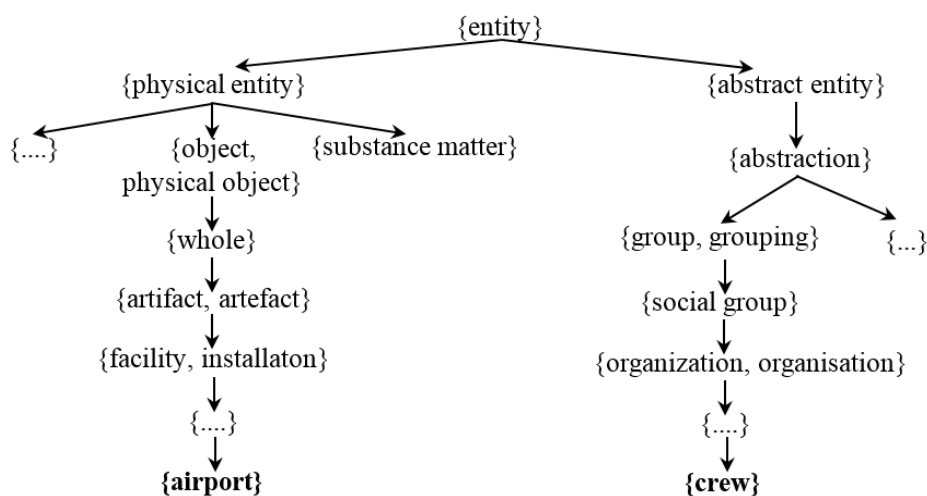 {entity}
{physical entity}
{abstract entity}
{....}
{object,
physical object}
{substance matter}
{abstraction}
{whole}
{group, grouping}
{...}
{artifact, artefact}
{social group}
{facility, installaton}
{organization, organisation}
{....}
{....}
{airport}
{crew}